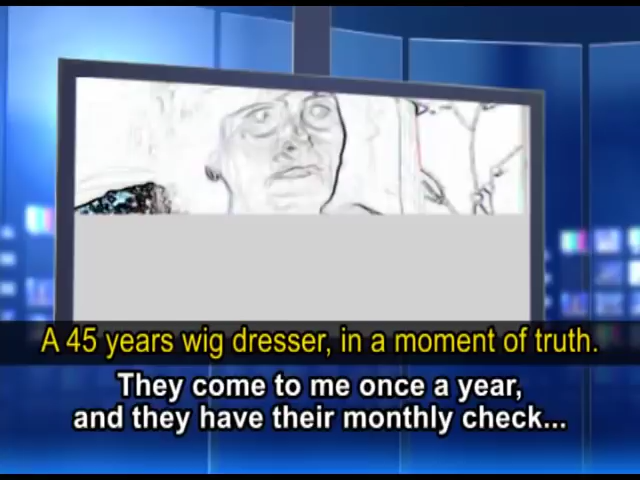 A 45 years wig dresser, in a moment of truth.
They come to me once a year,
and they have their monthly check...